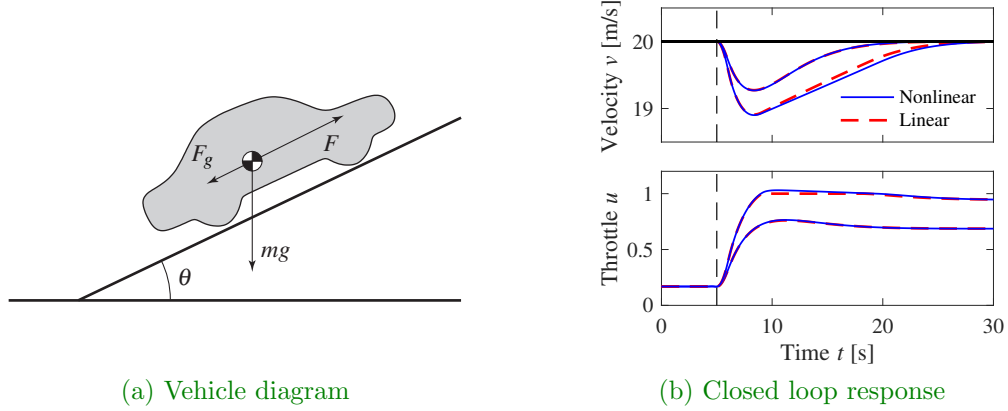 F_g
F
mg
θ
(a) Vehicle diagram
Velocity v [m/s]
20
19
Nonlinear
Linear
Throttle u
1
0.5
0
0 10 20 30
Time t [s]
(b) Closed loop response